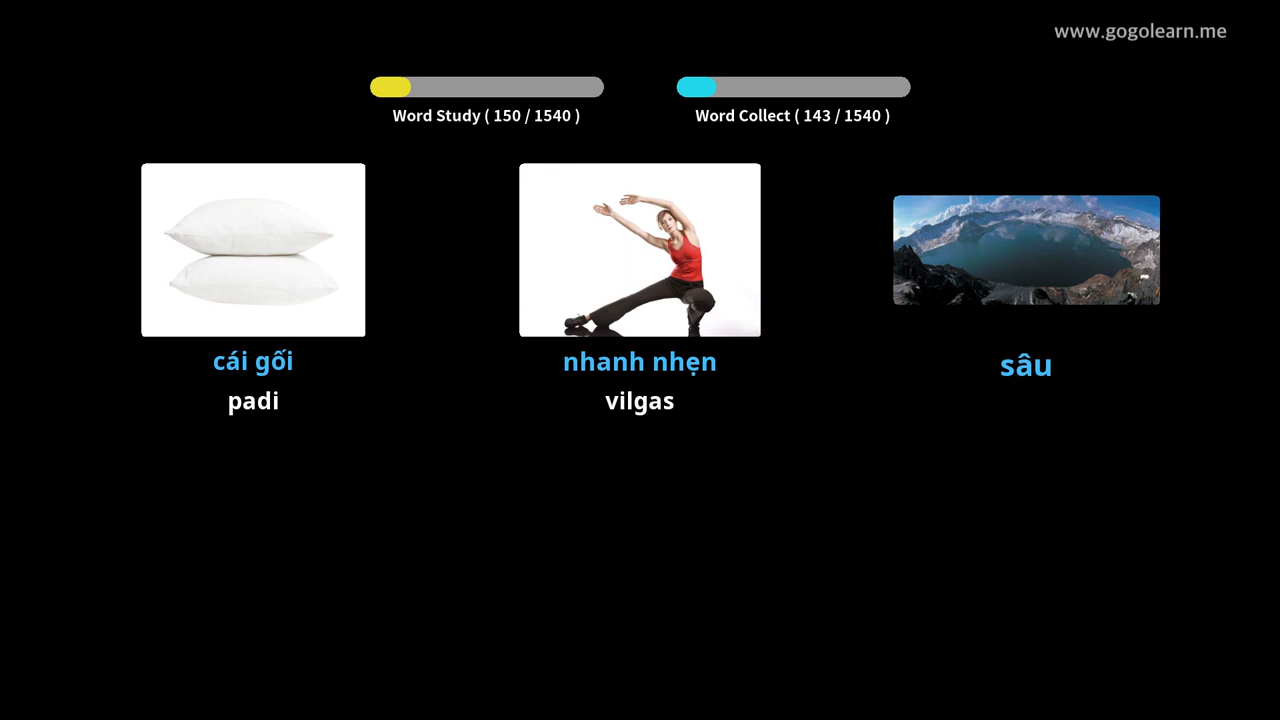 www.gogolearn.me
Word Study ( 150 / 1540 )
Word Collect ( 143 / 1540 )
cái gối
padi
nhanh nhẹn
vilgas
sâu